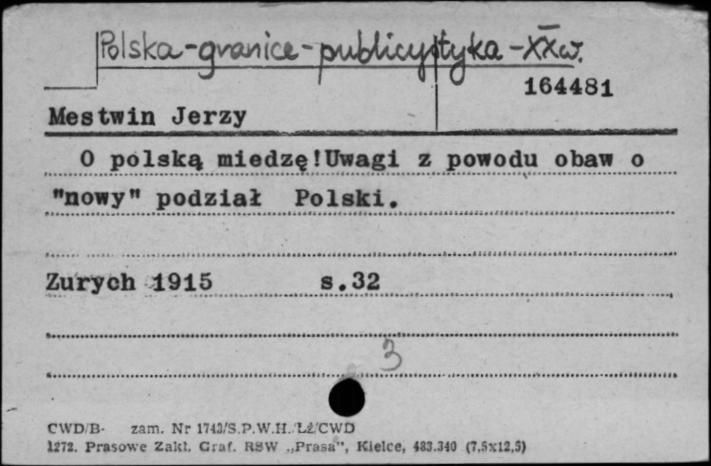 Polska-granice-publicystyka-XXw.
164481
Mestwin Jerzy
O polską miedzę!Uwagi z powodu obaw o
"nowy" podział Polski.
Zurych 1915 s.32
3
CWD/B- zam. Nr 1743/S.P.W.H. Łż/CWD
1272. Prasowe Zakł. Graf. RSW „Prasa", Kielce, 483.340 (7,5x12,5)